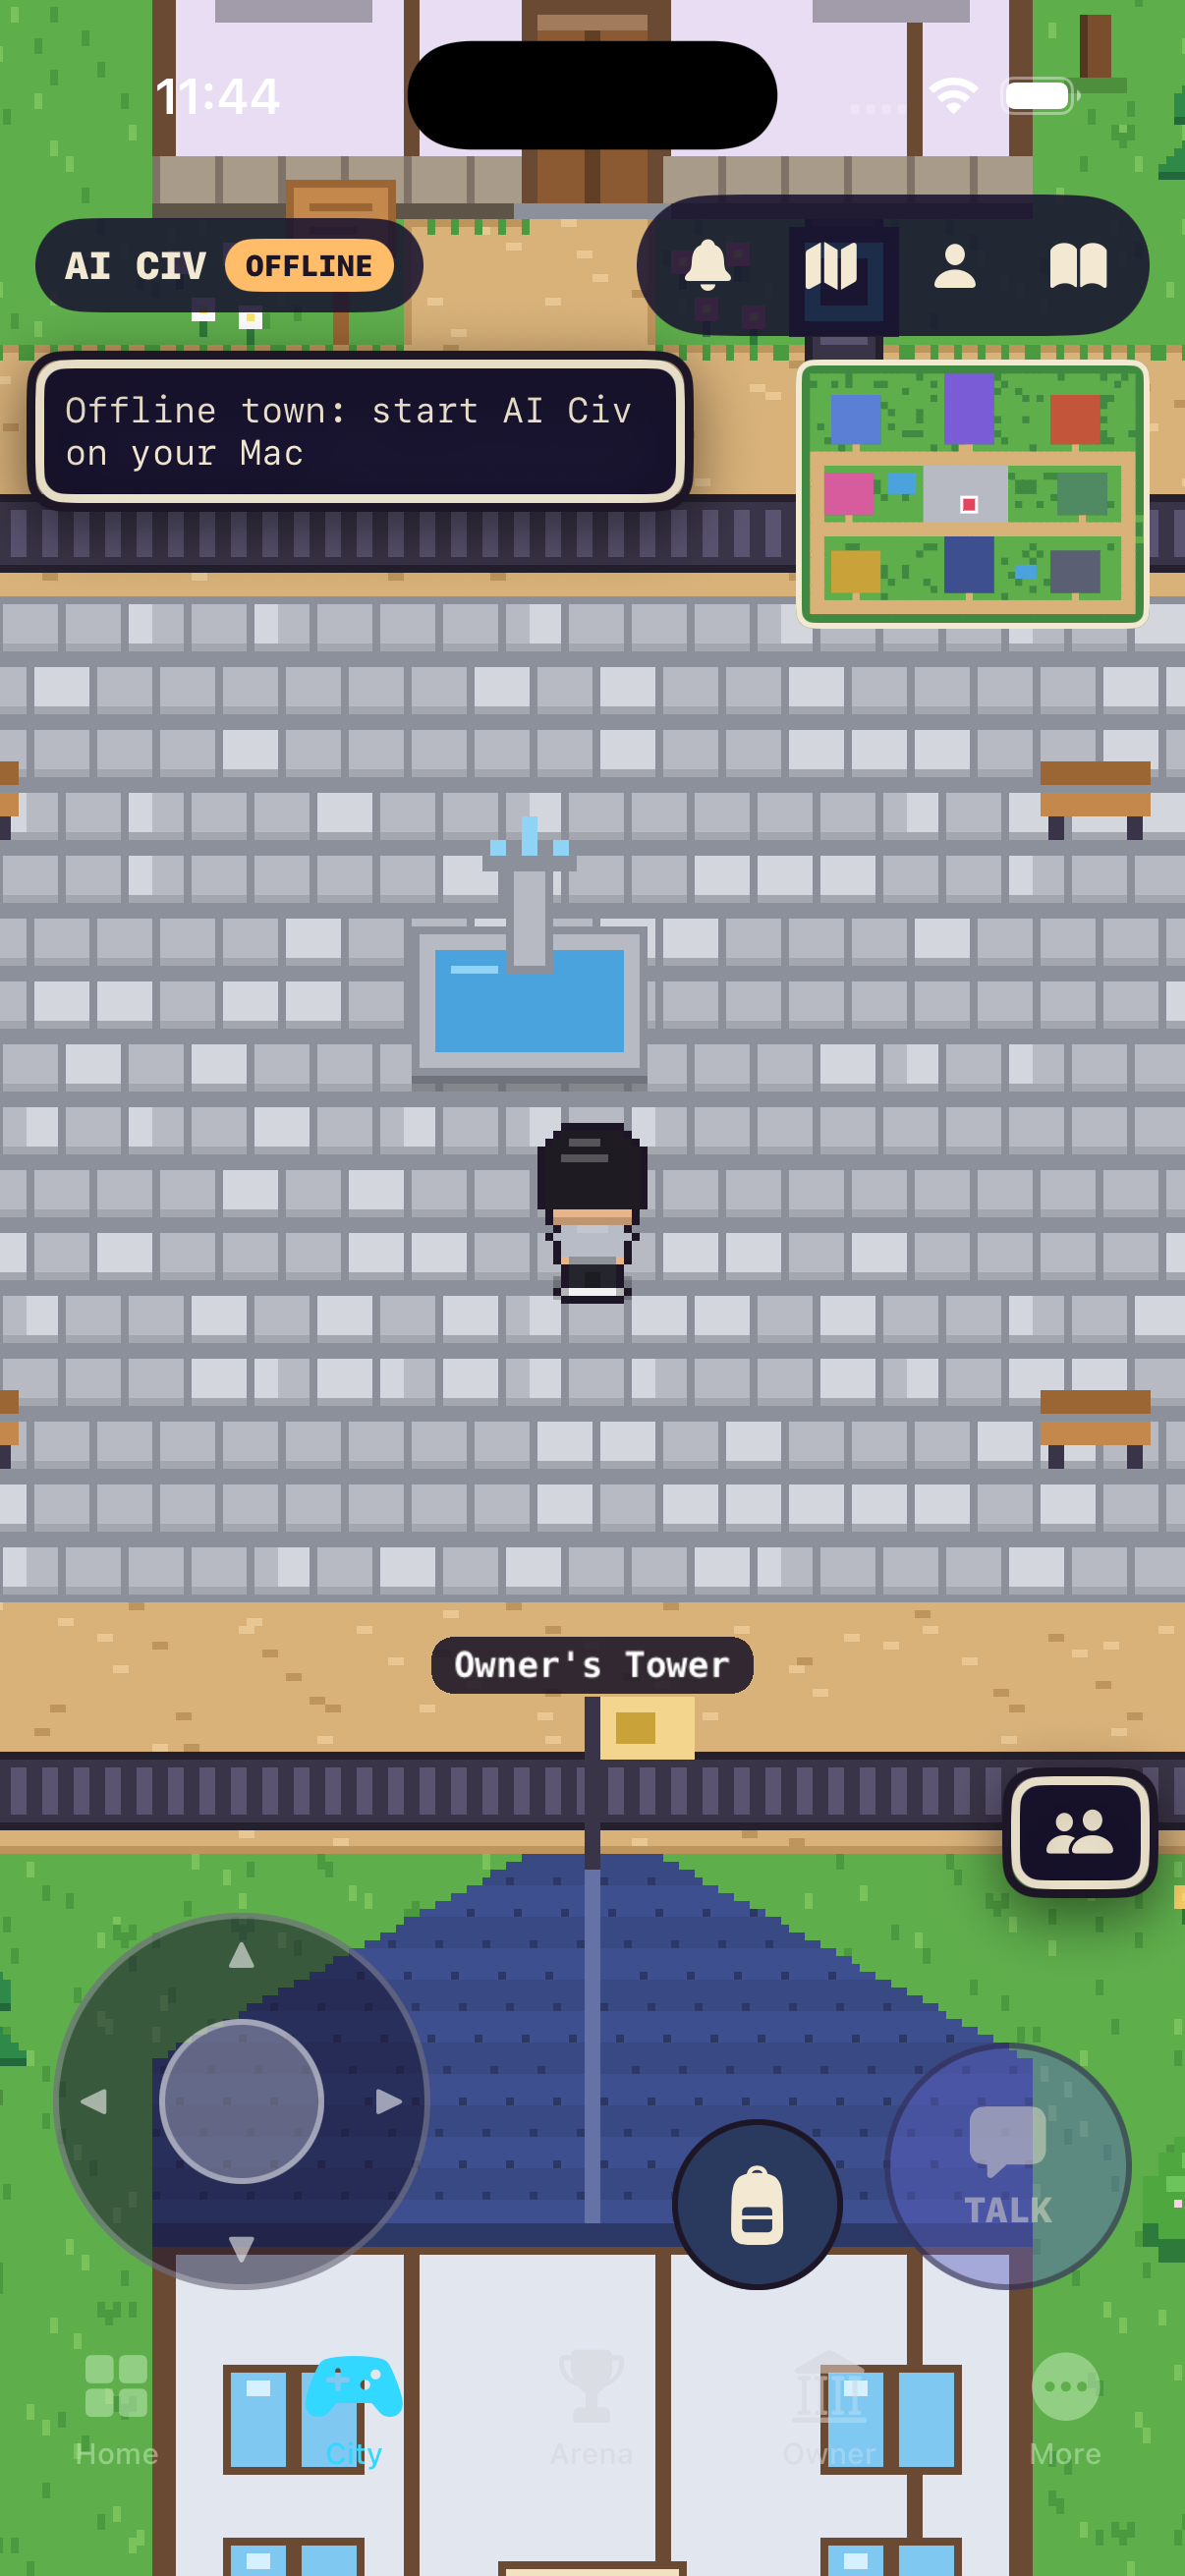 11:44
AI CIV OFFLINE
Offline town: start AI Civ
on your Mac
Owner's Tower
TALK
Home
City
Arena
Owner
More